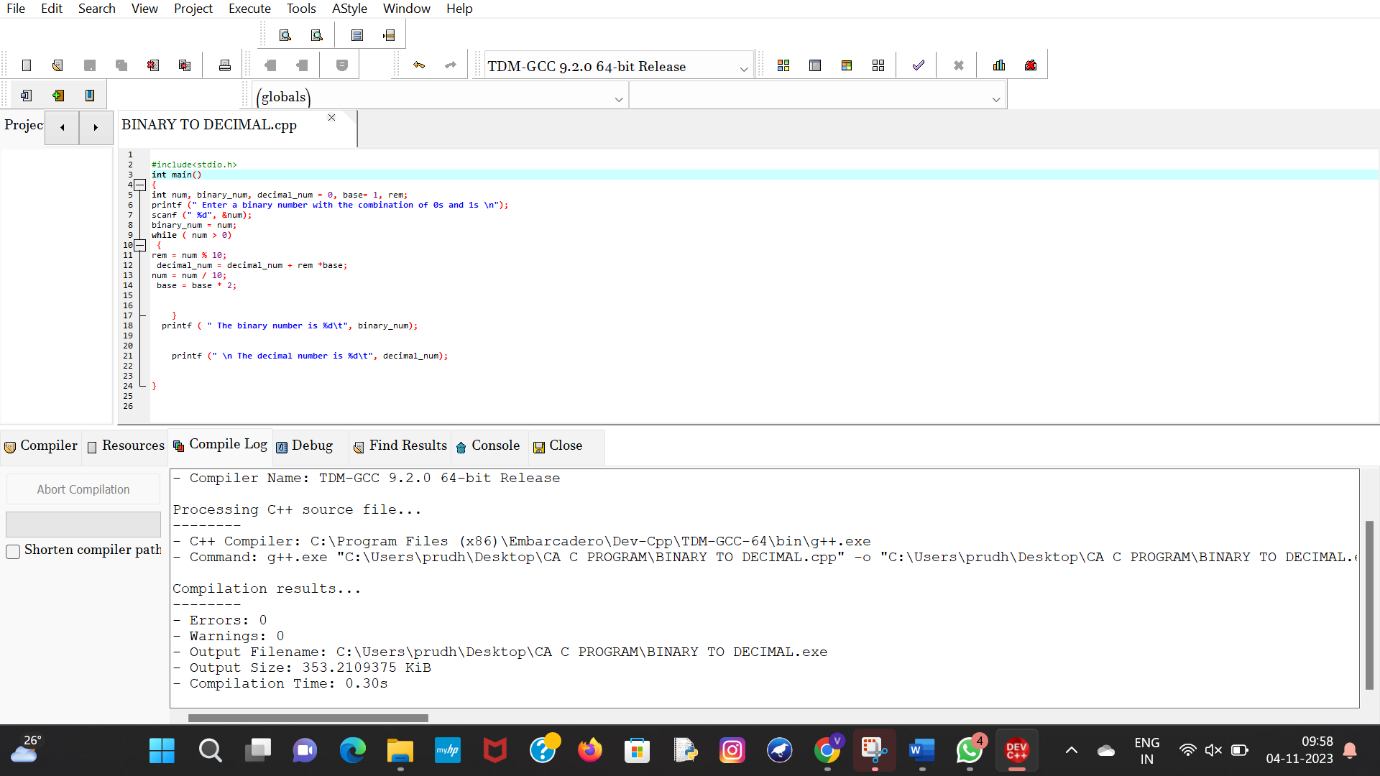 File Edit Search View Project Execute Tools AStyle Window Help
TDM-GCC 9.2.0 64-bit Release
(globals)
Projec BINARY TO DECIMAL.cpp
1
2 #include<stdio.h>
3 int main()
4 {
5 int num, binary_num, decimal_num = 0, base= 1, rem;
6 printf (" Enter a binary number with the combination of 0s and 1s \n");
7 scanf (" %d", &num);
8 binary_num = num;
9 while ( num > 0)
10 {
11 rem = num % 10;
12 decimal_num = decimal_num + rem *base;
13 num = num / 10;
14 base = base * 2;
15
16
17 }
18 printf ( " The binary number is %d\t", binary_num);
19
20
21 printf (" \n The decimal number is %d\t", decimal_num);
22
23
24 }
25
26
Compiler Resources Compile Log Debug Find Results Console Close
Abort Compilation
Shorten compiler path
- Compiler Name: TDM-GCC 9.2.0 64-bit Release
Processing C++ source file...
--------
- C++ Compiler: C:\Program Files (x86)\Embarcadero\Dev-Cpp\TDM-GCC-64\bin\g++.exe
- Command: g++.exe "C:\Users\prudh\Desktop\CA C PROGRAM\BINARY TO DECIMAL.cpp" -o "C:\Users\prudh\Desktop\CA C PROGRAM\BINARY TO DECIMAL.e
Compilation results...
--------
- Errors: 0
- Warnings: 0
- Output Filename: C:\Users\prudh\Desktop\CA C PROGRAM\BINARY TO DECIMAL.exe
- Output Size: 353.2109375 KiB
- Compilation Time: 0.30s
26°
myhp
V
W
4
DEV C++
ENG
IN
09:58
04-11-2023